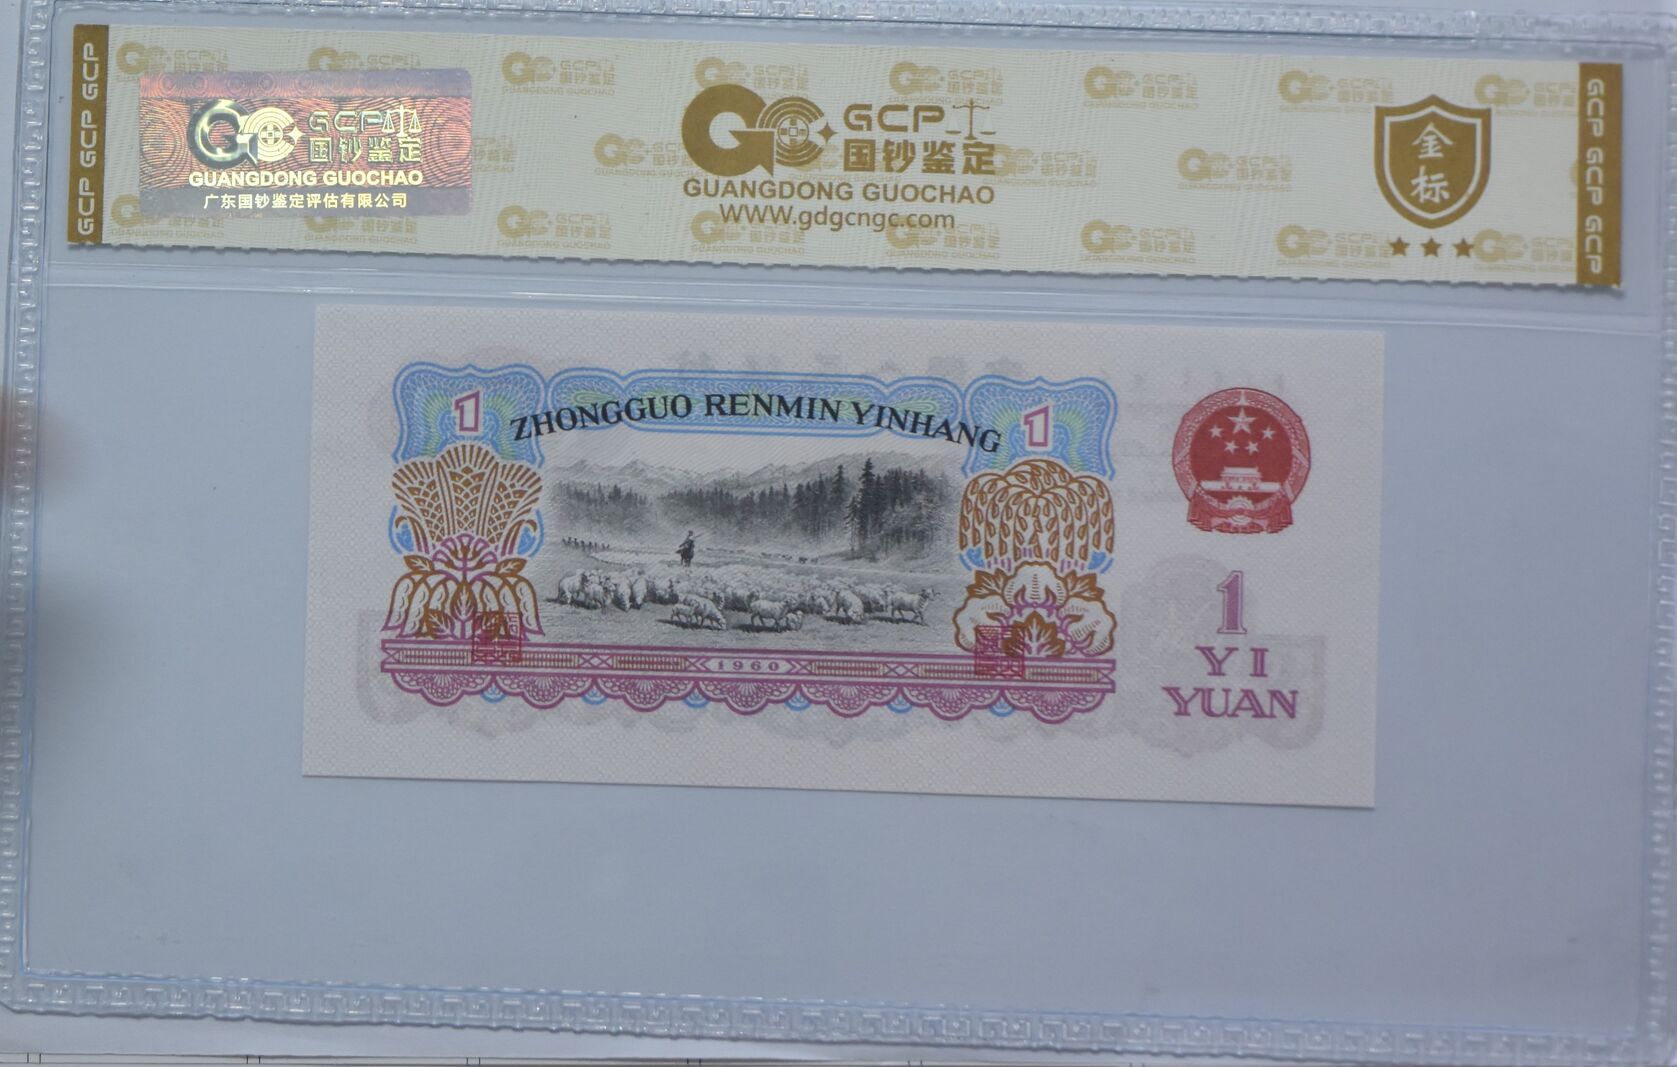 GCP GCP GCP
GCP
国钞鉴定
GUANGDONG GUOCHAO
广东国钞鉴定评估有限公司
GCP
国钞鉴定
GUANGDONG GUOCHAO
WWW.gdgcngc.com
金
标
GCP GCP GCP
1
ZHONGGUO RENMIN YINHANG
1
1960
1
YI
YUAN